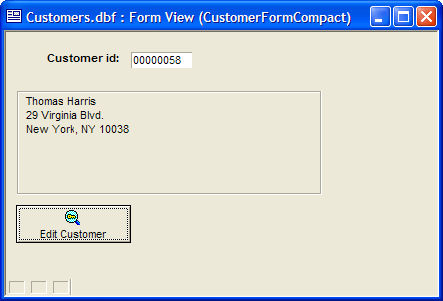 Customers.dbf : Form View (CustomerFormCompact)
Customer id: 00000058
Thomas Harris
29 Virginia Blvd.
New York, NY 10038
Edit Customer